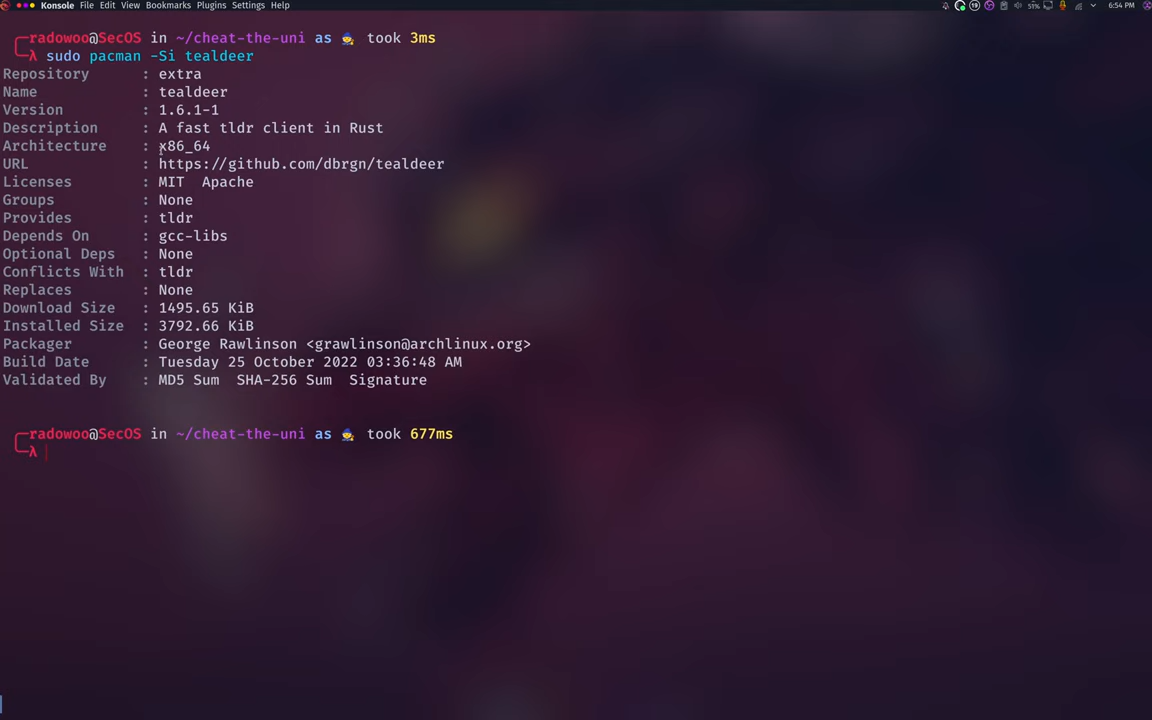 Konsole File Edit View Bookmarks Plugins Settings Help 19 51% 6:54 PM
radowoo@SecOS in ~/cheat-the-uni as took 3ms
λ sudo pacman -Si tealdeer
Repository : extra
Name : tealdeer
Version : 1.6.1-1
Description : A fast tldr client in Rust
Architecture : x86_64
URL : https://github.com/dbrgn/tealdeer
Licenses : MIT Apache
Groups : None
Provides : tldr
Depends On : gcc-libs
Optional Deps : None
Conflicts With : tldr
Replaces : None
Download Size : 1495.65 KiB
Installed Size : 3792.66 KiB
Packager : George Rawlinson <grawlinson@archlinux.org>
Build Date : Tuesday 25 October 2022 03:36:48 AM
Validated By : MD5 Sum SHA-256 Sum Signature
radowoo@SecOS in ~/cheat-the-uni as took 677ms
λ